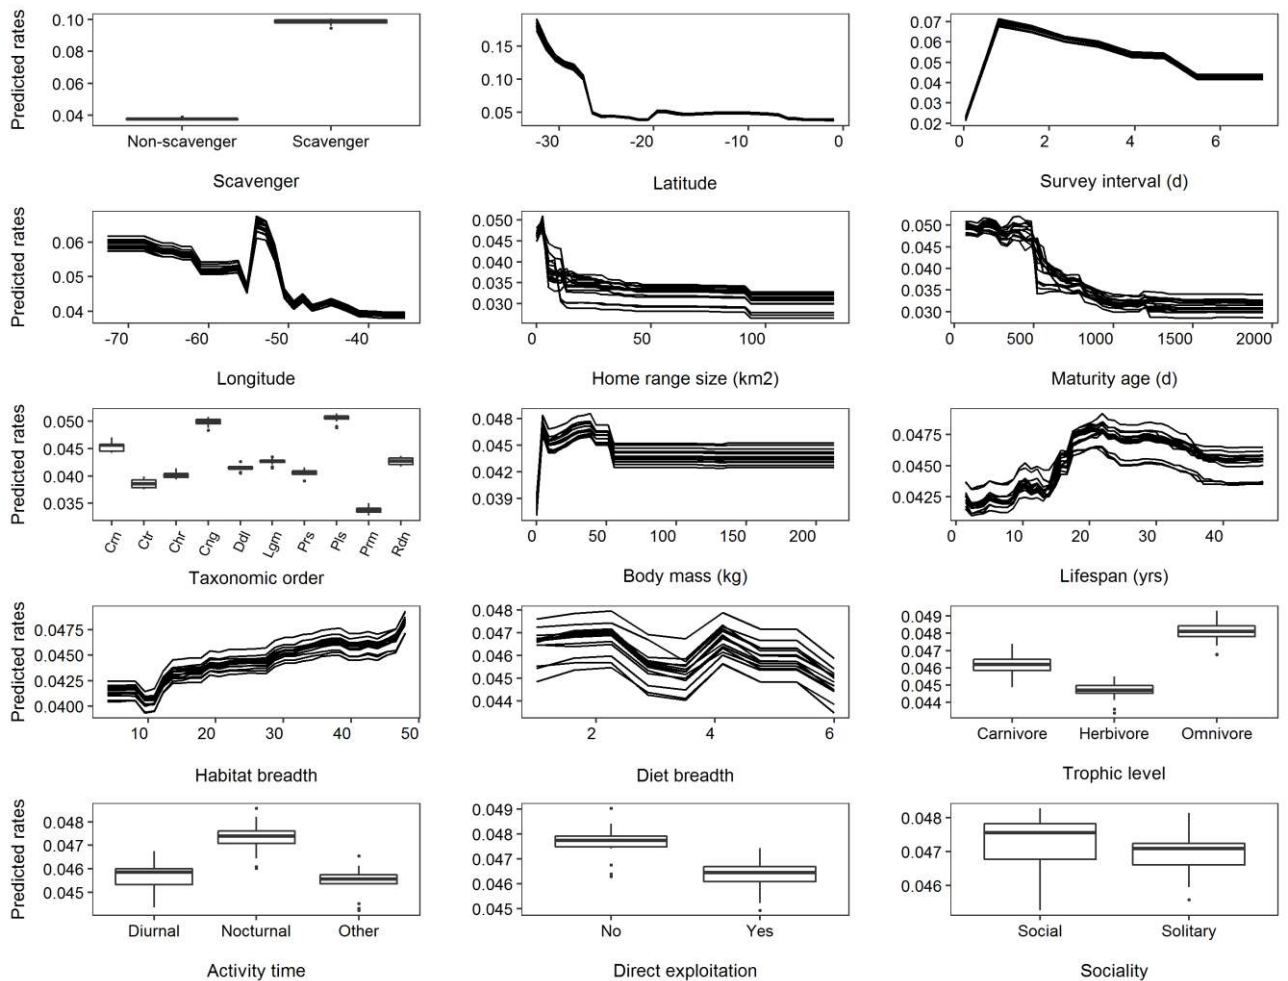 Predicted rates
0.10
0.08
0.06
0.04
Non-scavenger Scavenger
Scavenger
0.15
0.10
0.05
-30 -20 -10 0
Latitude
0.07
0.06
0.05
0.04
0.03
0.02
0 2 4 6
Survey interval (d)
Predicted rates
0.06
0.05
0.04
-70 -60 -50 -40
Longitude
0.050
0.045
0.040
0.035
0.030
0 50 100
Home range size (km2)
0.050
0.045
0.040
0.035
0.030
0 500 1000 1500 2000
Maturity age (d)
Predicted rates
0.050
0.045
0.040
0.035
Crn Ctr Chr Cng Ddl Lgm Prs Pls Prm Rdn
Taxonomic order
0.048
0.045
0.042
0.039
0 50 100 150 200
Body mass (kg)
0.0475
0.0450
0.0425
0 10 20 30 40
Lifespan (yrs)
Predicted rates
0.0475
0.0450
0.0425
0.0400
10 20 30 40 50
Habitat breadth
0.048
0.047
0.046
0.045
0.044
2 4 6
Diet breadth
0.049
0.048
0.047
0.046
0.045
0.044
Carnivore Herbivore Omnivore
Trophic level
Predicted rates
0.048
0.047
0.046
0.045
Diurnal Nocturnal Other
Activity time
0.049
0.048
0.047
0.046
0.045
No Yes
Direct exploitation
0.048
0.047
0.046
Social Solitary
Sociality